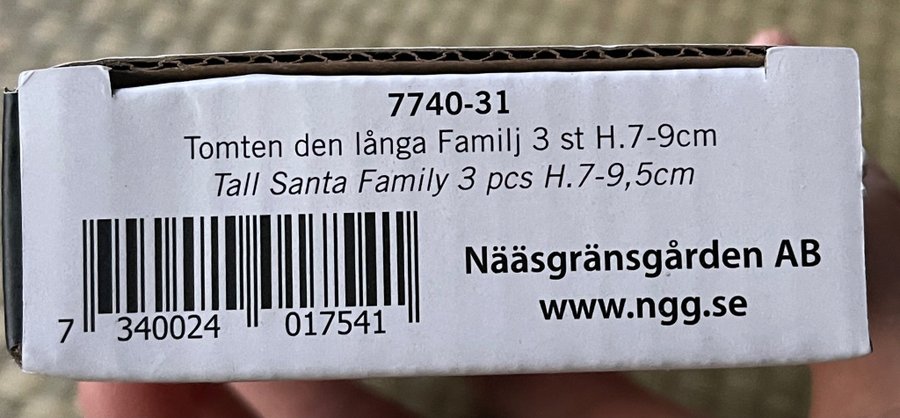 7740-31
Tomten den långa Familj 3 st H.7-9cm
Tall Santa Family 3 pcs H.7-9,5cm
Nääsgränsgården AB
www.ngg.se
7 340024 017541